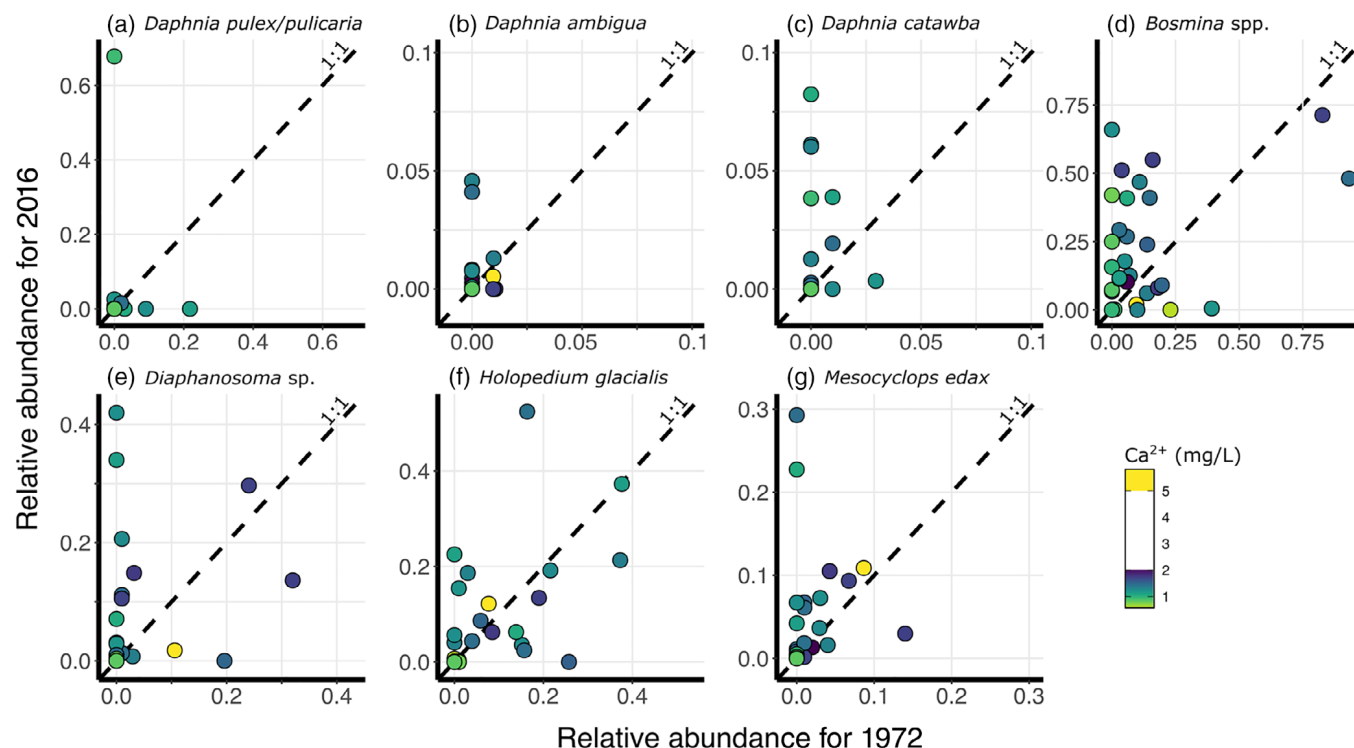 (a) Daphnia pulex/pulicaria
(b) Daphnia ambigua
(c) Daphnia catawba
(d) Bosmina spp.
1:1
1:1
1:1
1:1
0.6
0.4
0.2
0.0
0.10
0.05
0.00
0.10
0.05
0.00
0.75
0.50
0.25
0.00
0.0 0.2 0.4 0.6
0.00 0.05 0.1
0.00 0.05 0.1
0.00 0.25 0.50 0.75
Relative abundance for 2016
(e) Diaphanosoma sp.
(f) Holopedium glacialis
(g) Mesocyclops edax
1:1
1:1
1:1
0.4
0.2
0.0
0.4
0.2
0.0
0.3
0.2
0.1
0.0
0.0 0.2 0.4
0.0 0.2 0.4
0.0 0.1 0.2 0.3
Ca2+ (mg/L)
5
4
3
2
1
Relative abundance for 1972